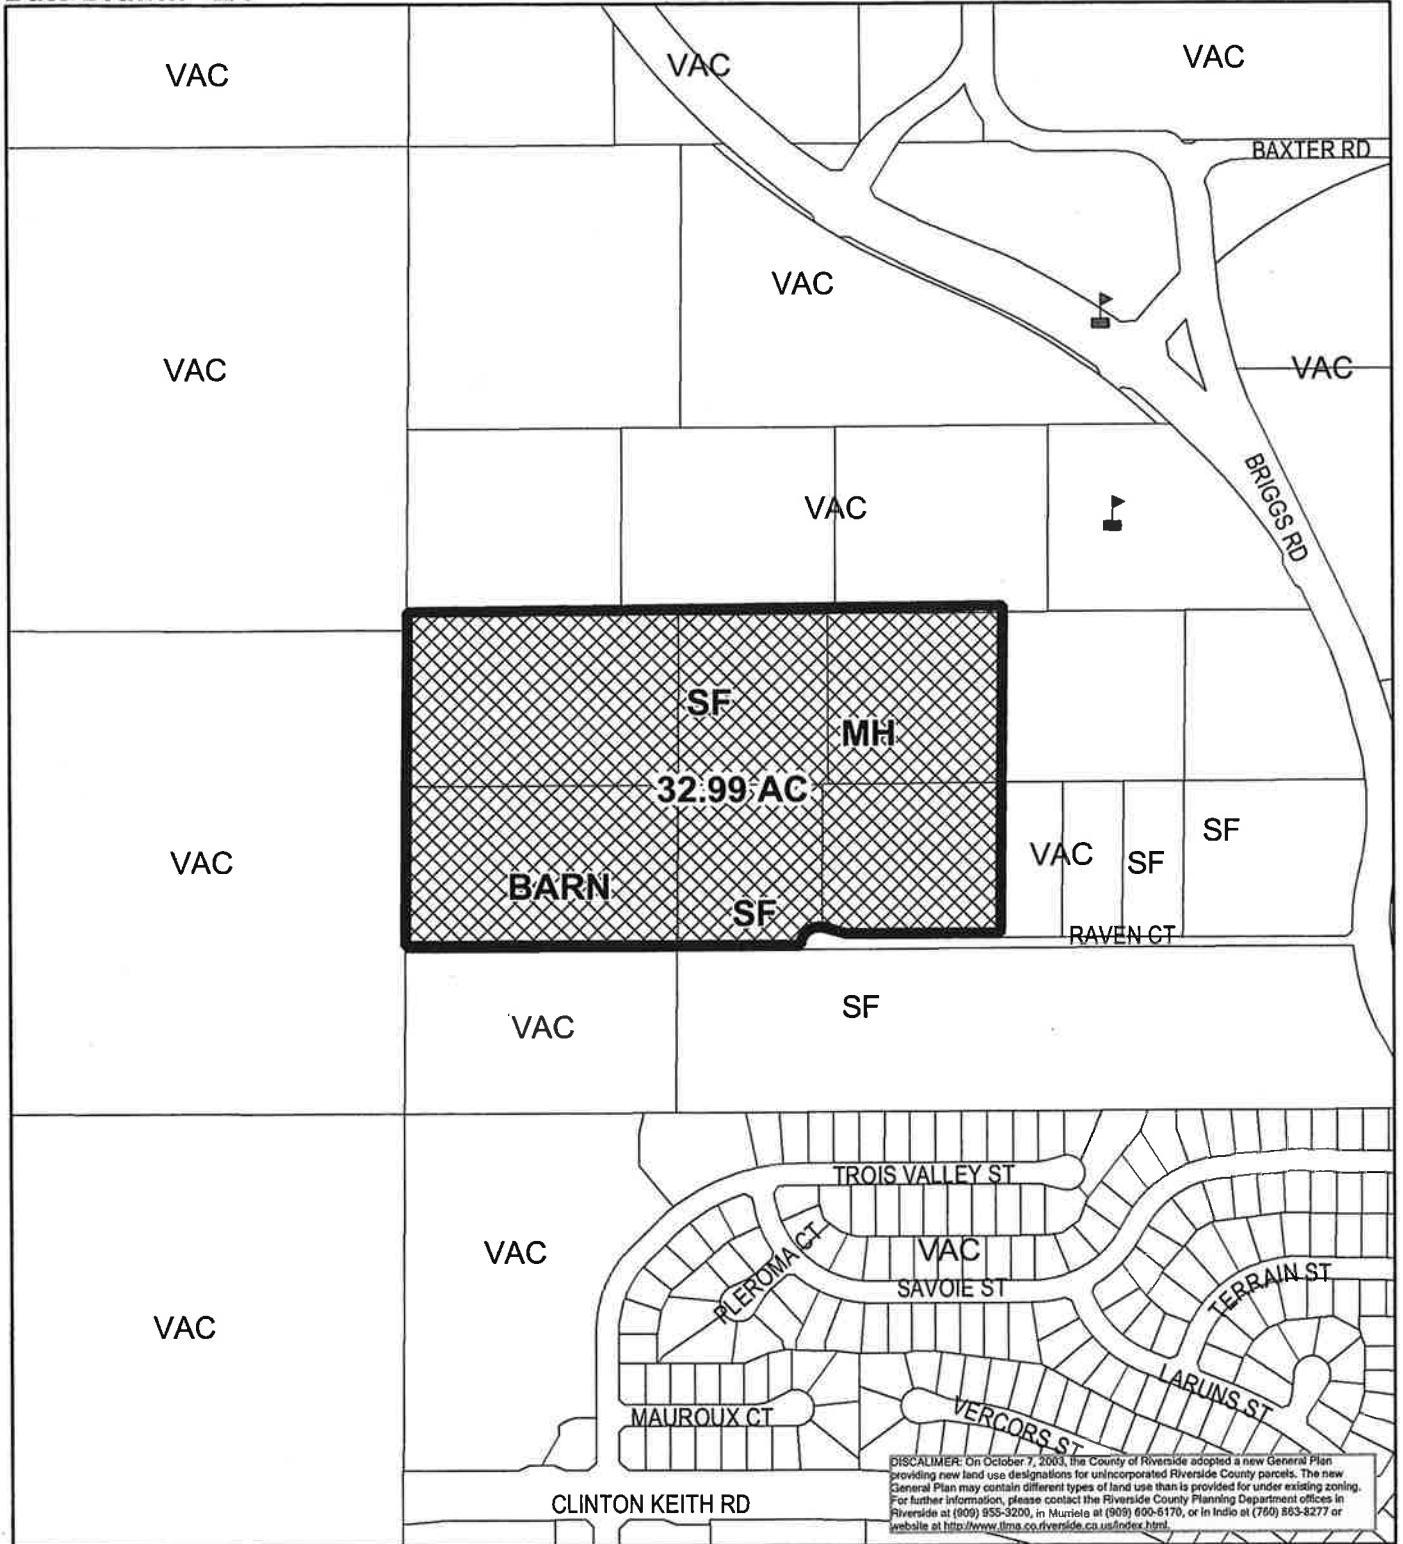 VAC
VAC
VAC
BAXTER RD
VAC
VAC
VAC
BRIGGS RD
VAC
SF
MH
32.99 AC
SF
VAC
VAC
SF
BARN
SF
RAVEN CT
SF
VAC
TROIS VALLEY ST
VAC
VAC
PLEROMA CT
SAVOIE ST
TERRAIN ST
VAC
LARUNS ST
MAUROUX CT
VERCORS ST
CLINTON KEITH RD
DISCALIMER: On October 7, 2003, the County of Riverside adopted a new General Plan
providing new land use designations for unincorporated Riverside County parcels. The new
General Plan may contain different types of land use than is provided for under existing zoning.
For further information, please contact the Riverside County Planning Department offices in
Riverside at (909) 955-3200, in Murrieta at (909) 600-6170, or in Indio at (760) 863-8277 or
website at http://www.tlma.co.riverside.ca.us/index.html.